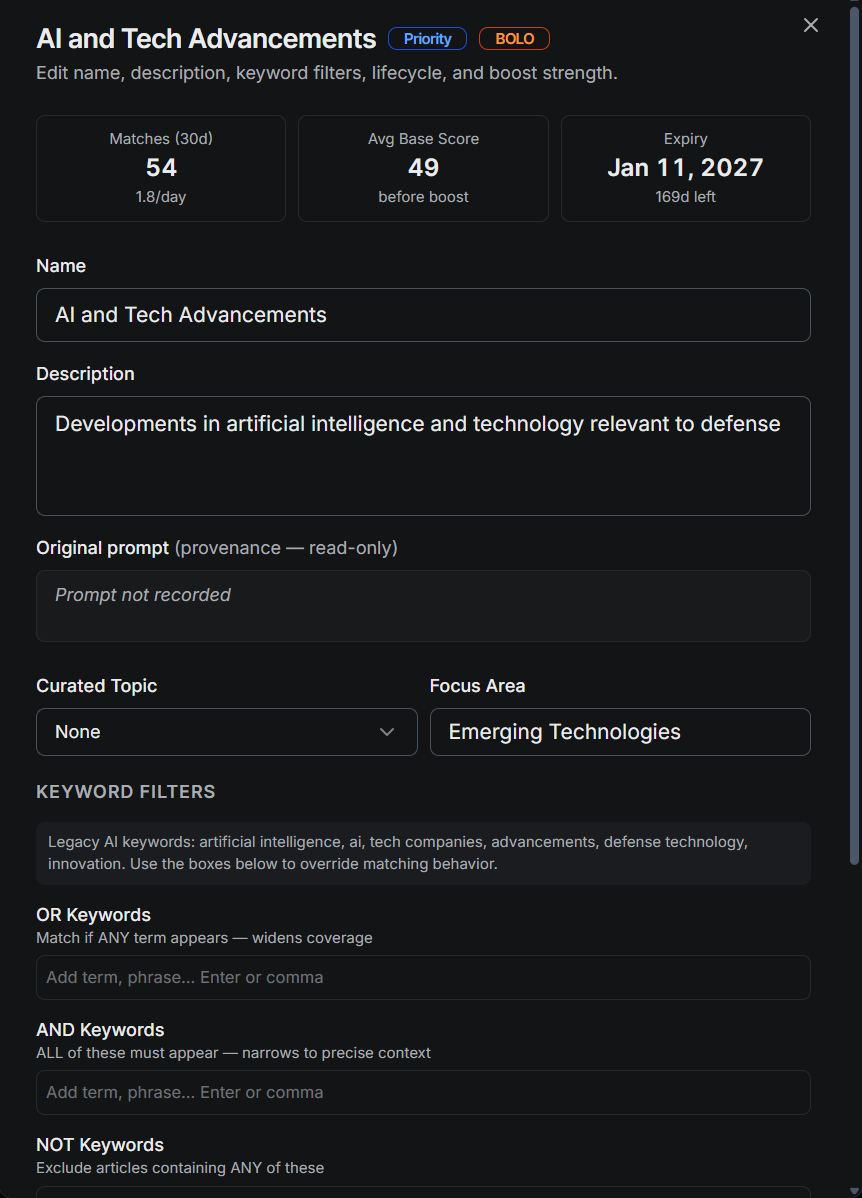 AI and Tech Advancements Priority BOLO
Edit name, description, keyword filters, lifecycle, and boost strength.
Matches (30d)
54
1.8/day
Avg Base Score
49
before boost
Expiry
Jan 11, 2027
169d left
Name
AI and Tech Advancements
Description
Developments in artificial intelligence and technology relevant to defense
Original prompt (provenance — read-only)
Prompt not recorded
Curated Topic
None
Focus Area
Emerging Technologies
KEYWORD FILTERS
Legacy AI keywords: artificial intelligence, ai, tech companies, advancements, defense technology,
innovation. Use the boxes below to override matching behavior.
OR Keywords
Match if ANY term appears — widens coverage
Add term, phrase... Enter or comma
AND Keywords
ALL of these must appear — narrows to precise context
Add term, phrase... Enter or comma
NOT Keywords
Exclude articles containing ANY of these